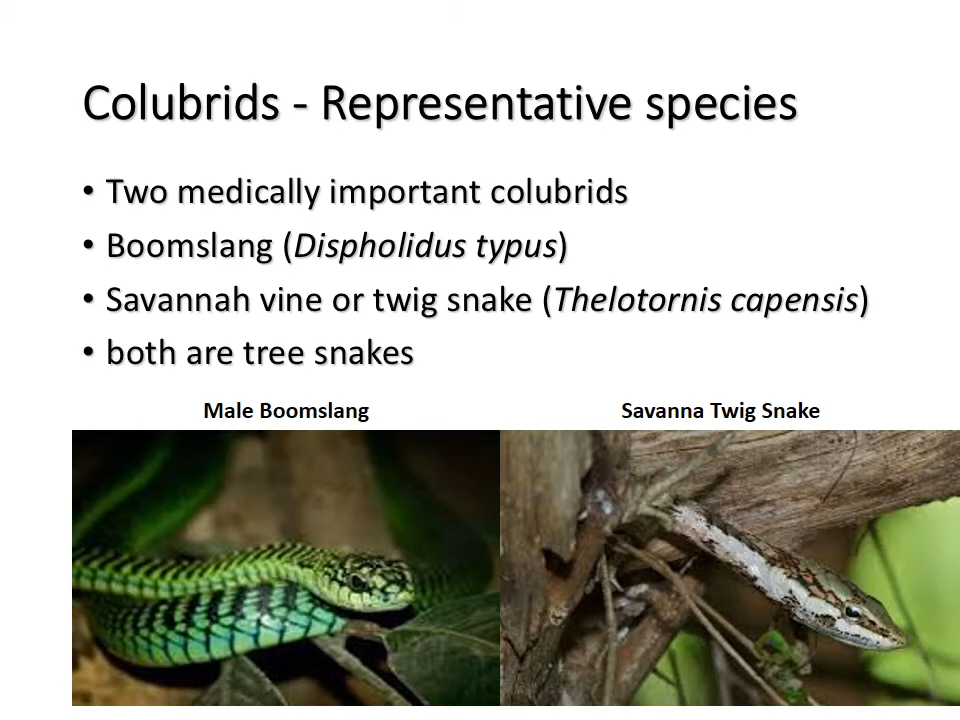 Colubrids - Representative species
• Two medically important colubrids
• Boomslang (Dispholidus typus)
• Savannah vine or twig snake (Thelotornis capensis)
• both are tree snakes
Male Boomslang
Savanna Twig Snake